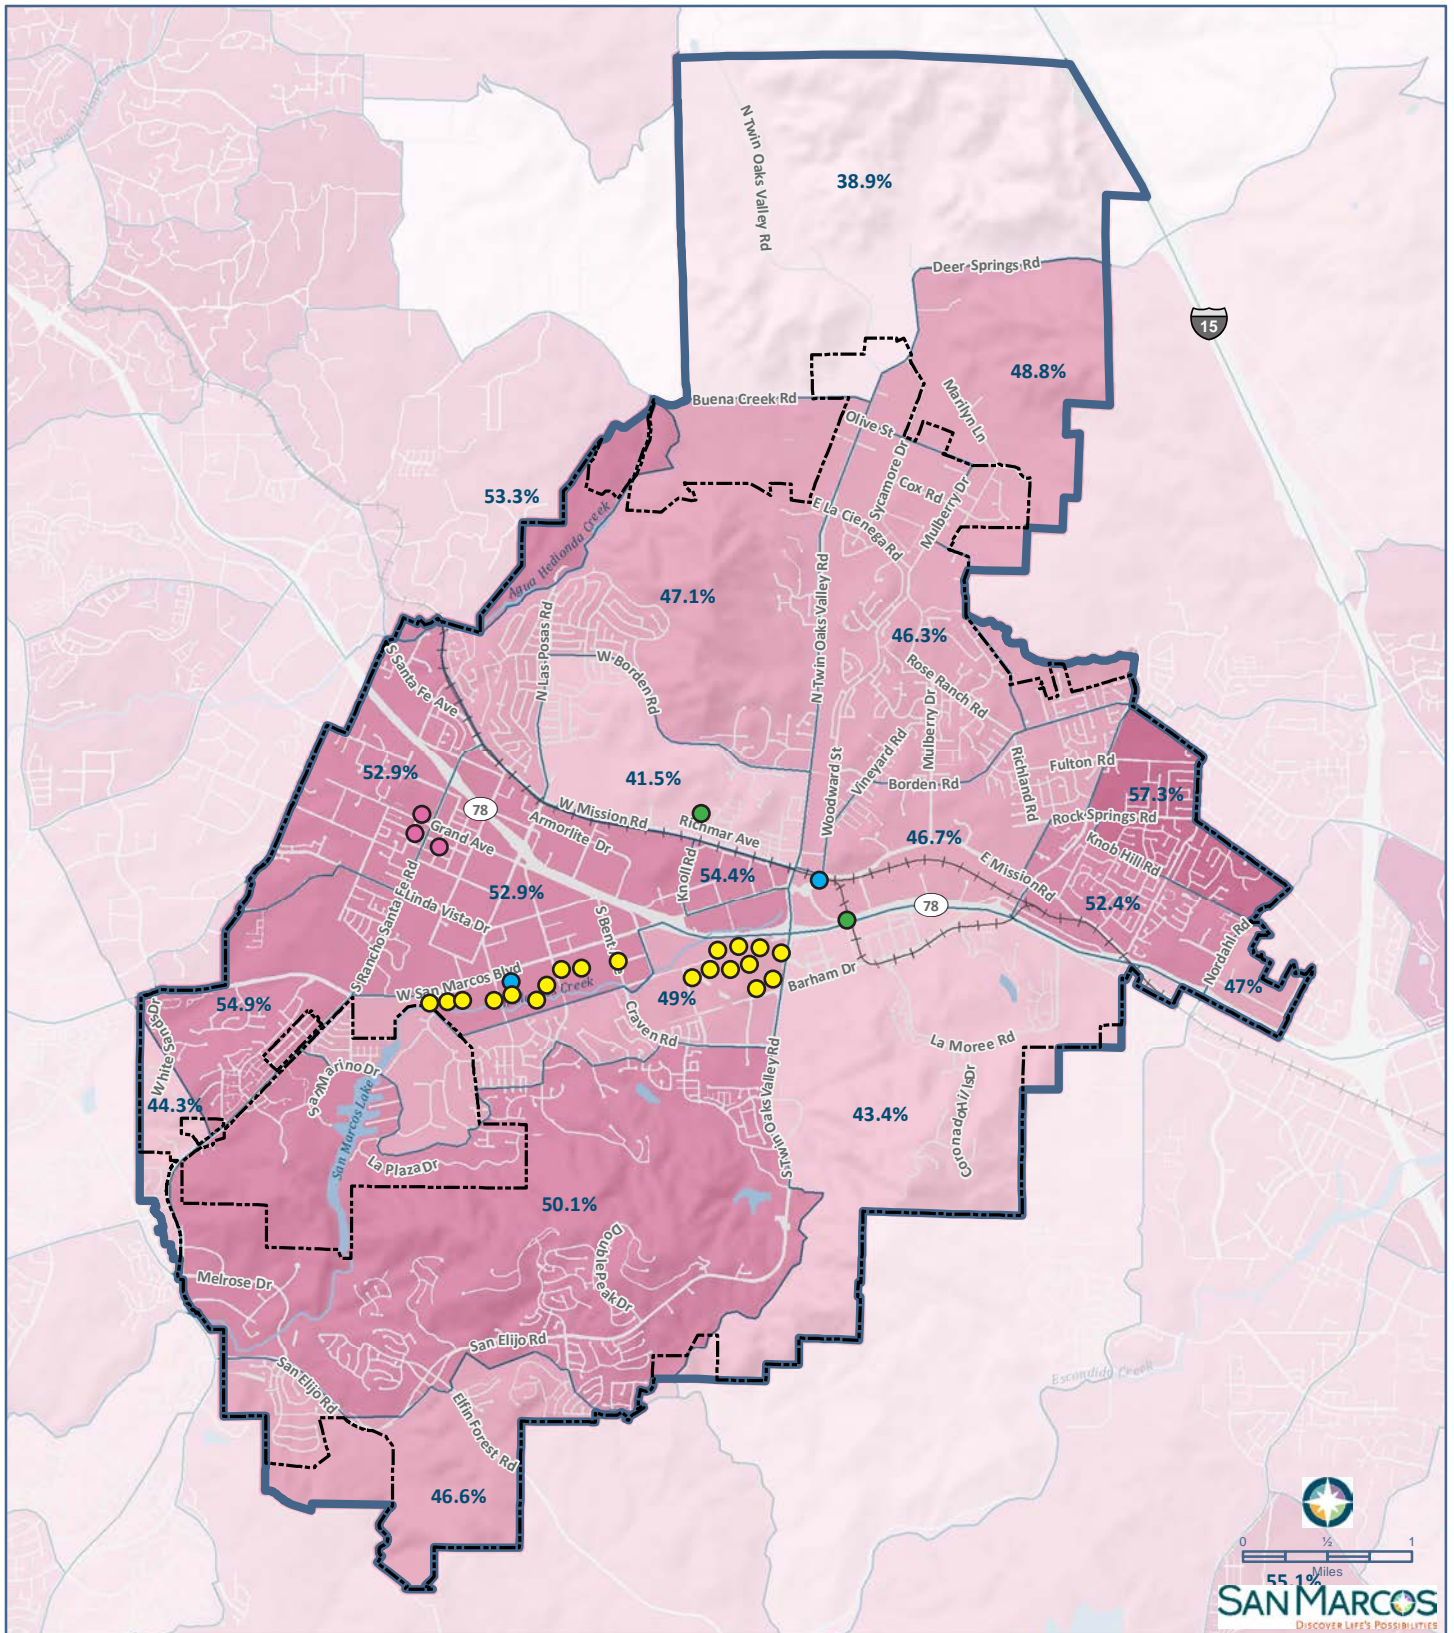 N Twin Oaks Valley Rd
38.9%
Deer Springs Rd
15
48.8%
Buena Creek Rd
Marilyn Ln
Olive St
Sycamore Dr
Cox Rd
Mulberry Dr
53.3%
E La Cienega Rd
Agua Hedionda Creek
47.1%
N Twin Oaks Valley Rd
46.3%
N Las Posas Rd
W Borden Rd
S Santa Fe Ave
Rose Ranch Rd
Mulberry Dr
Vineyard Rd
Woodward St
Richland Rd
Fulton Rd
52.9%
41.5%
Borden Rd
57.3%
78
W Mission Rd
Richmar Ave
Rock Springs Rd
Grand Ave
Armorlite Dr
46.7%
Knob Hill Rd
E Mission Rd
Knoll Rd
54.4%
52.9%
52.4%
78
S Rancho Santa Fe Rd
Linda Vista Dr
S Bent Ave
Nordahl Rd
W San Marcos Blvd
Creek
Barham Dr
47%
54.9%
49%
White Sands Dr
Craven Rd
La Moree Rd
San Marino Dr
S Twin Oaks Valley Rd
44.3%
San Marcos Lake
43.4%
Coronado Hills Dr
La Plaza Dr
50.1%
Double Peak Dr
Melrose Dr
San Elijo Rd
San Elijo Rd
Escondido Creek
Elfin Forest Rd
46.6%
0 ½ 1
Miles
55.1%
SAN MARCOS
DISCOVER LIFE'S POSSIBILITIES